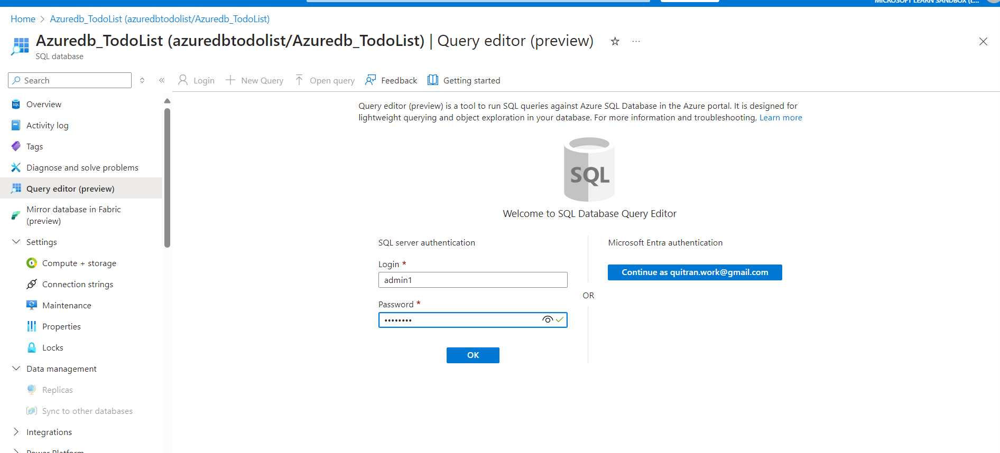 MICROSOFT LEARN SANDBOX (L...
Home > Azuredb_TodoList (azuredbtodolist/Azuredb_TodoList)
Azuredb_TodoList (azuredbtodolist/Azuredb_TodoList) | Query editor (preview)
SQL database
Search
Login
New Query
Open query
Feedback
Getting started
Overview
Activity log
Tags
Diagnose and solve problems
Query editor (preview)
Mirror database in Fabric
(preview)
Settings
Compute + storage
Connection strings
Maintenance
Properties
Locks
Data management
Replicas
Sync to other databases
Integrations
Power Platform
Query editor (preview) is a tool to run SQL queries against Azure SQL Database in the Azure portal. It is designed for
lightweight querying and object exploration in your database. For more information and troubleshooting, Learn more
SQL
Welcome to SQL Database Query Editor
SQL server authentication
Login *
admin1
Password *
••••••••
OK
OR
Microsoft Entra authentication
Continue as quitran.work@gmail.com